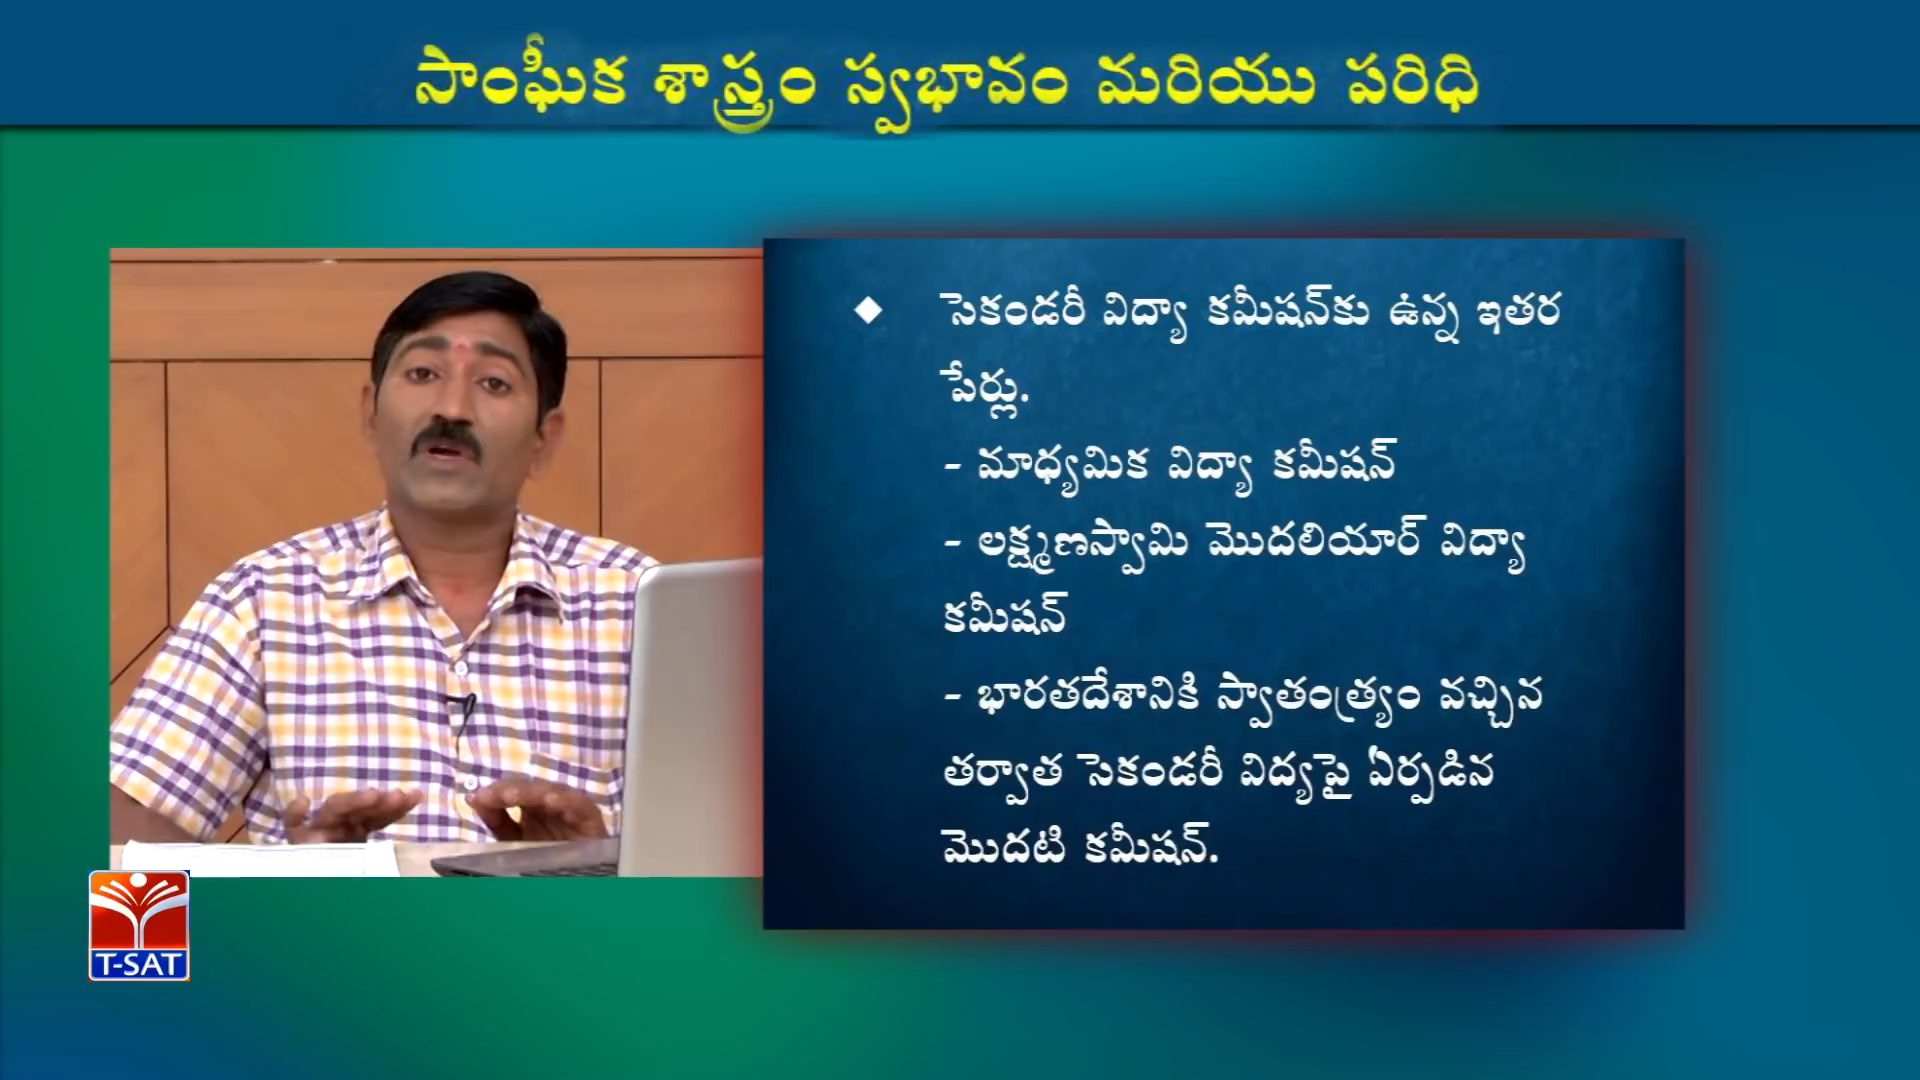 సాంఘీక శాస్త్రం స్వభావం మరియు పరిధి
◆ సెకండరీ విద్యా కమీషన్‌కు ఉన్న ఇతర
పేర్లు.
- మాధ్యమిక విద్యా కమీషన్
- లక్ష్మణస్వామి మొదలియార్ విద్యా
కమీషన్
- భారతదేశానికి స్వాతంత్ర్యం వచ్చిన
తర్వాత సెకండరీ విద్యపై ఏర్పడిన
మొదటి కమీషన్.
T-SAT